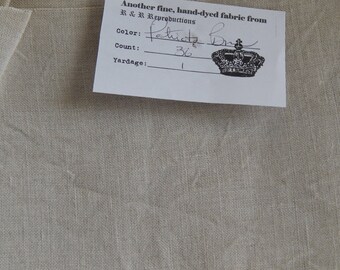 Another fine, hand-dyed fabric from
R & R Reproductions
Color:
Count: 36
Yardage: 1